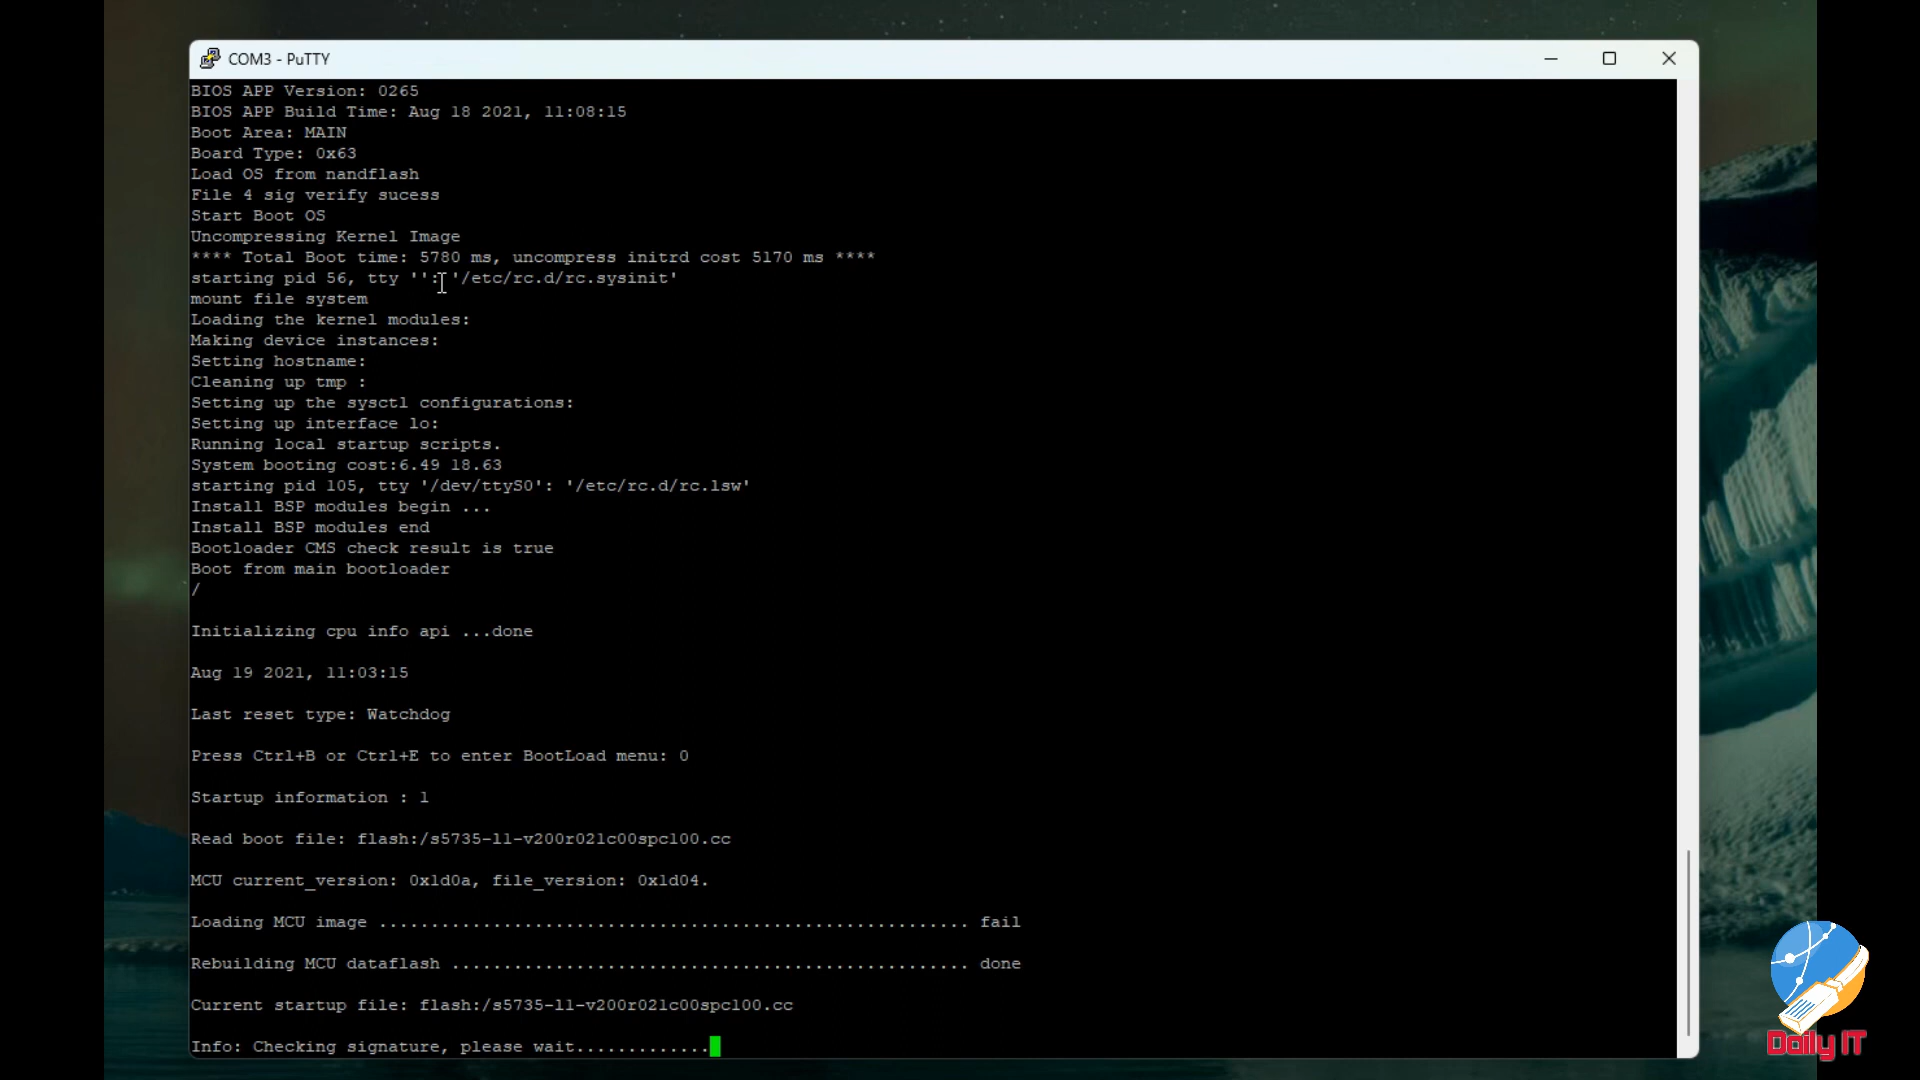 COM3 - PuTTY
BIOS APP Version: 0265
BIOS APP Build Time: Aug 18 2021, 11:08:15
Boot Area: MAIN
Board Type: 0x63
Load OS from nandflash
File 4 sig verify sucess
Start Boot OS
Uncompressing Kernel Image
**** Total Boot time: 5780 ms, uncompress initrd cost 5170 ms ****
starting pid 56, tty '': '/etc/rc.d/rc.sysinit'
mount file system
Loading the kernel modules:
Making device instances:
Setting hostname:
Cleaning up tmp :
Setting up the sysctl configurations:
Setting up interface lo:
Running local startup scripts.
System booting cost:6.49 18.63
starting pid 105, tty '/dev/ttyS0': '/etc/rc.d/rc.lsw'
Install BSP modules begin ...
Install BSP modules end
Bootloader CMS check result is true
Boot from main bootloader
/
Initializing cpu info api ...done
Aug 19 2021, 11:03:15
Last reset type: Watchdog
Press Ctrl+B or Ctrl+E to enter BootLoad menu: 0
Startup information : 1
Read boot file: flash:/s5735-l1-v200r021c00spc100.cc
MCU current_version: 0x1d0a, file_version: 0x1d04.
Loading MCU image ......................................................... fail
Rebuilding MCU dataflash .................................................. done
Current startup file: flash:/s5735-l1-v200r021c00spc100.cc
Info: Checking signature, please wait.............
Daily IT